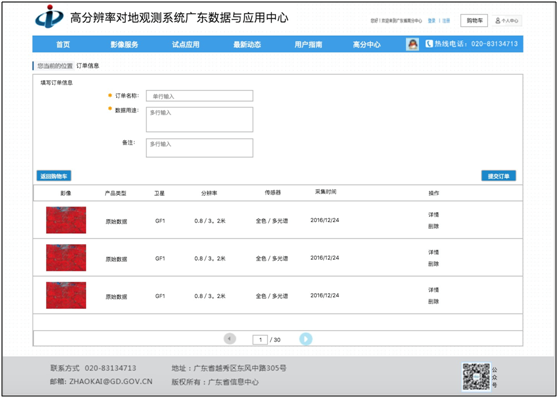 高分辨率对地观测系统广东数据与应用中心
您好！欢迎来到广东省高分中心 登录 | 注册 购物车 个人中心
首页 影像服务 试点应用 最新动态 用户指南 高分中心 热线电话：020-83134713
您当前的位置 订单信息
填写订单信息
订单名称： 单行输入
数据用途： 多行输入
备注： 多行输入
返回购物车 提交订单
影像 产品类型 卫星 分辨率 传感器 采集时间 操作
原始数据 GF1 0.8 / 3。2米 全色 / 多光谱 2016/12/24 详情
删除
原始数据 GF1 0.8 / 3。2米 全色 / 多光谱 2016/12/24 详情
删除
原始数据 GF1 0.8 / 3。2米 全色 / 多光谱 2016/12/24 详情
删除
1 / 30
联系方式 020-83134713 地址：广东省越秀区东风中路305号
邮箱: ZHAOKAI@GD.GOV.CN 版权所有：广东省信息中心
公众号